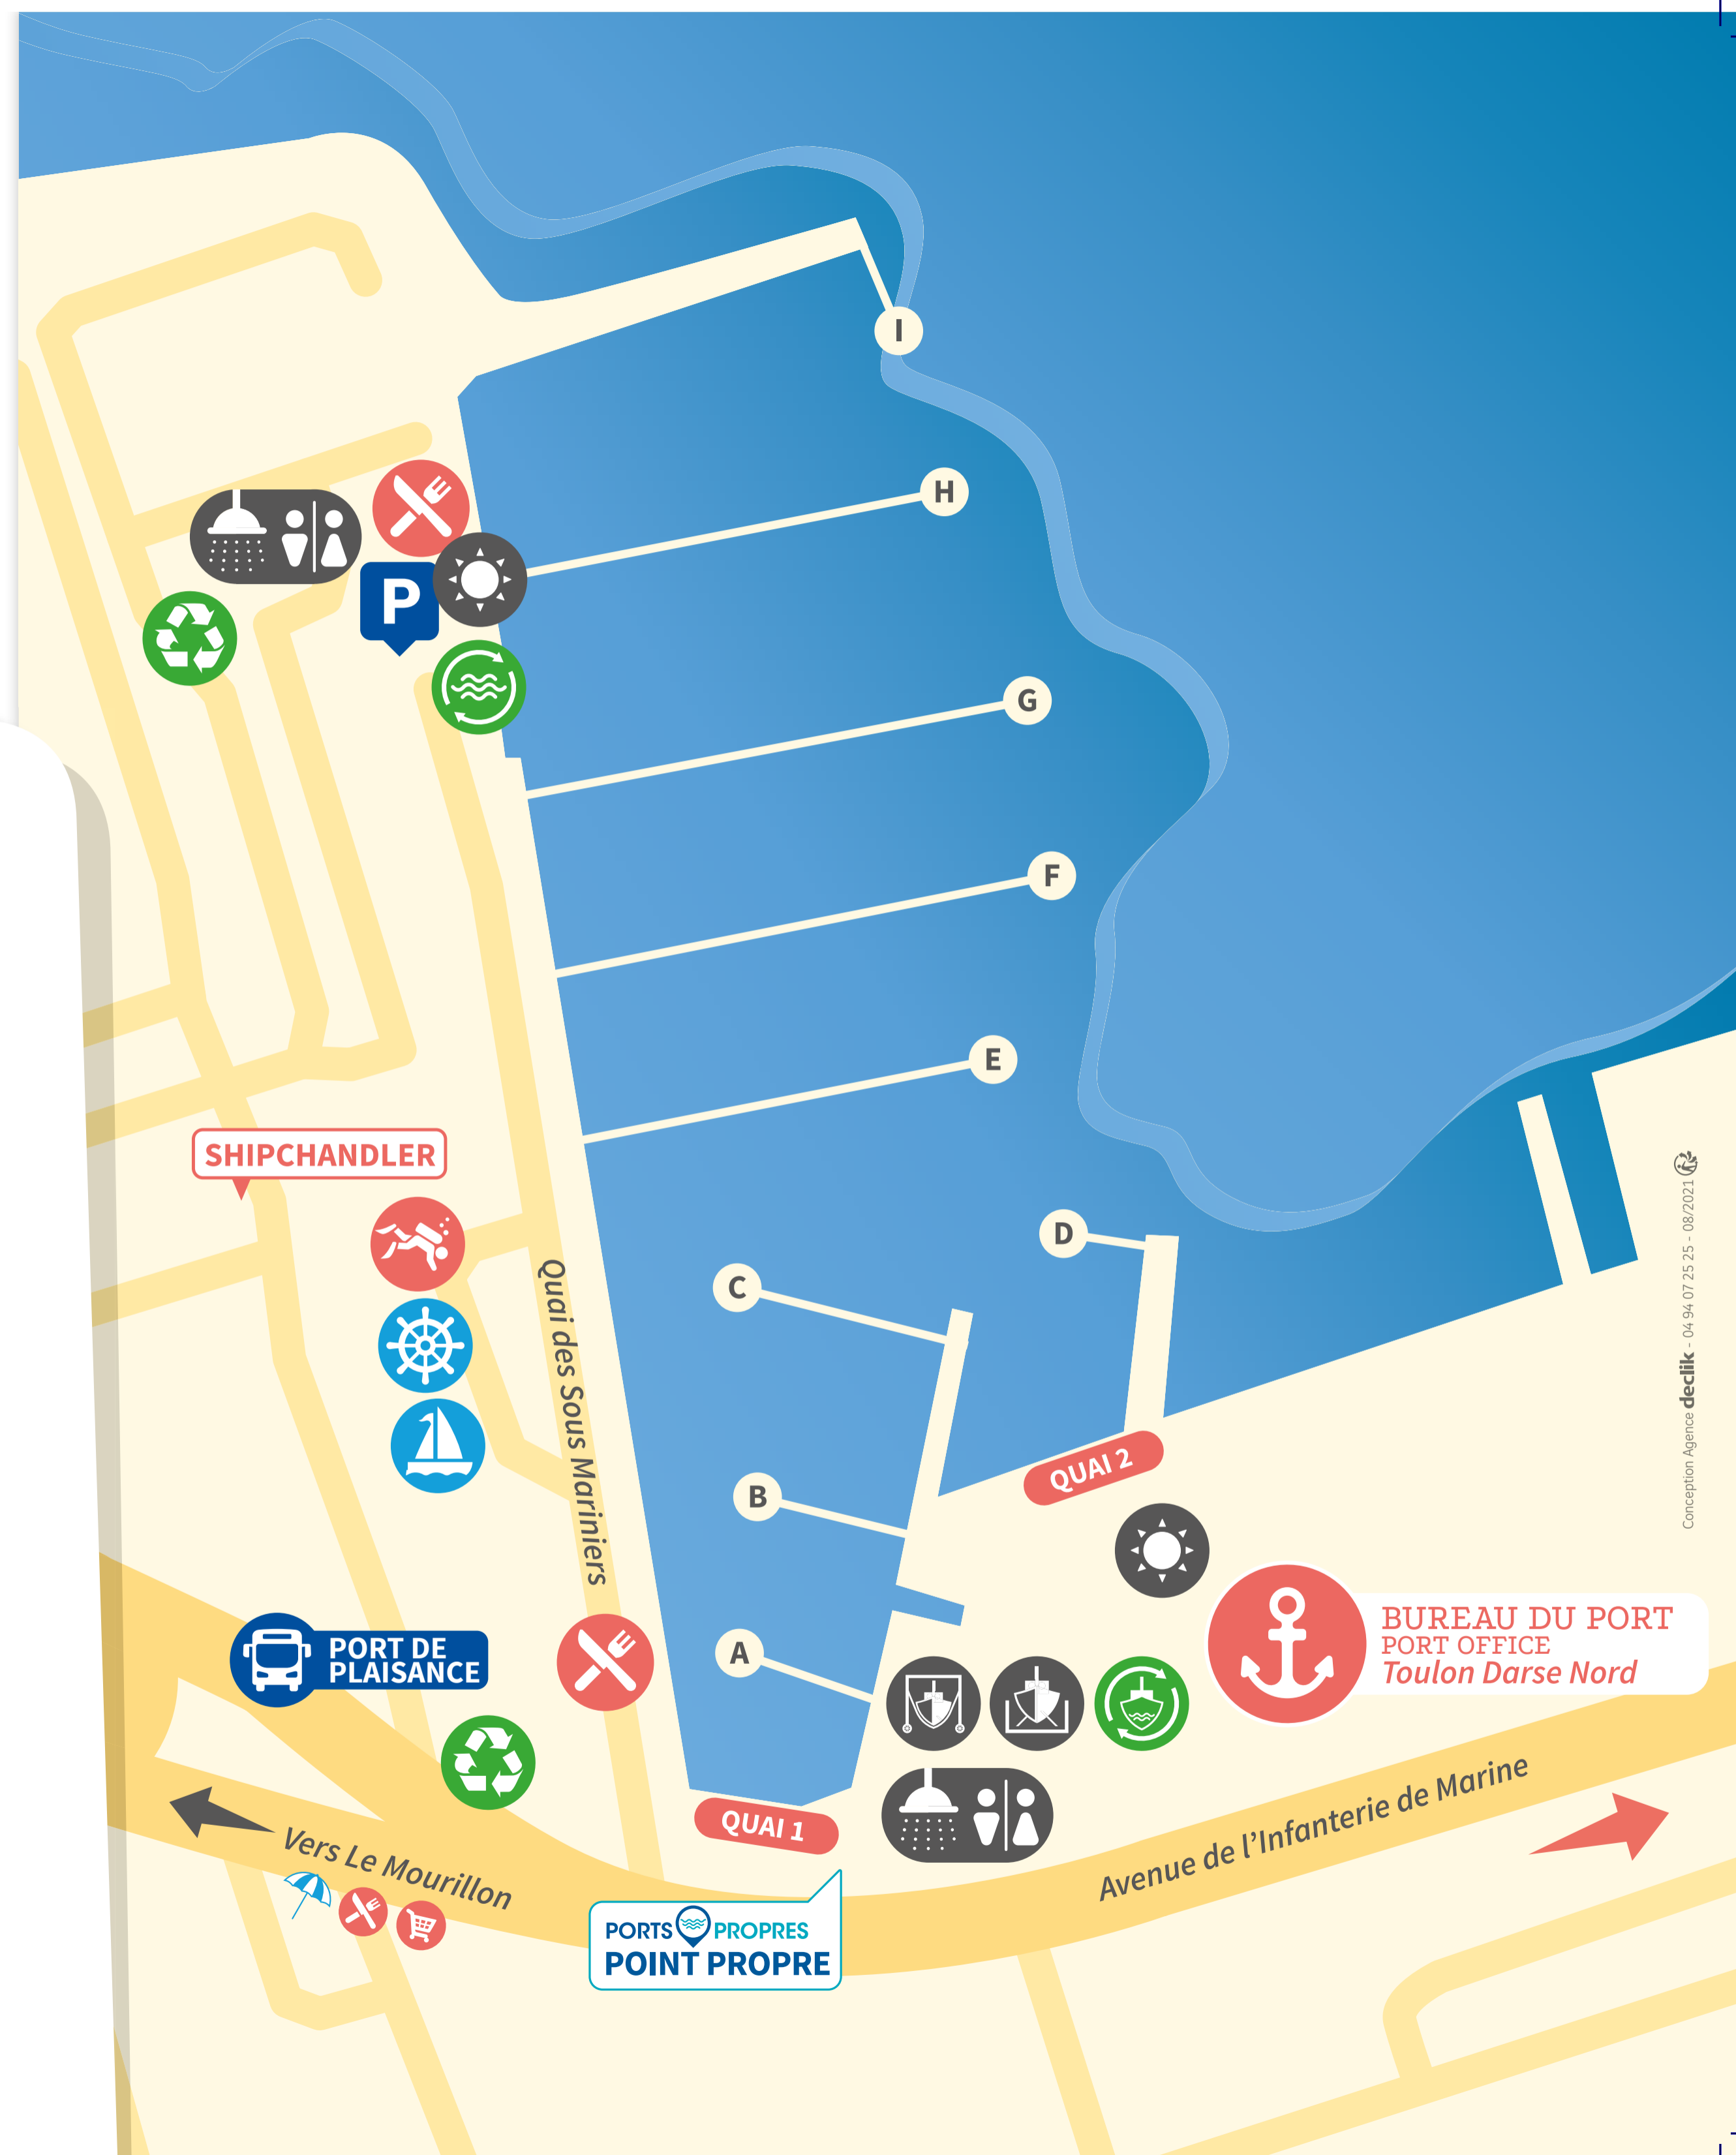 I
H
P
G
F
E
SHIPCHANDLER
D
C
Quai des Sous Mariniers
QUAI 2
B
Conception Agence declik - 04 94 07 25 25 - 08/2021
BUREAU DU PORT
PORT OFFICE
Toulon Darse Nord
PORT DE
PLAISANCE
A
QUAI 1
Avenue de l’Infanterie de Marine
Vers Le Mourillon
PORTS PROPRES
POINT PROPRE